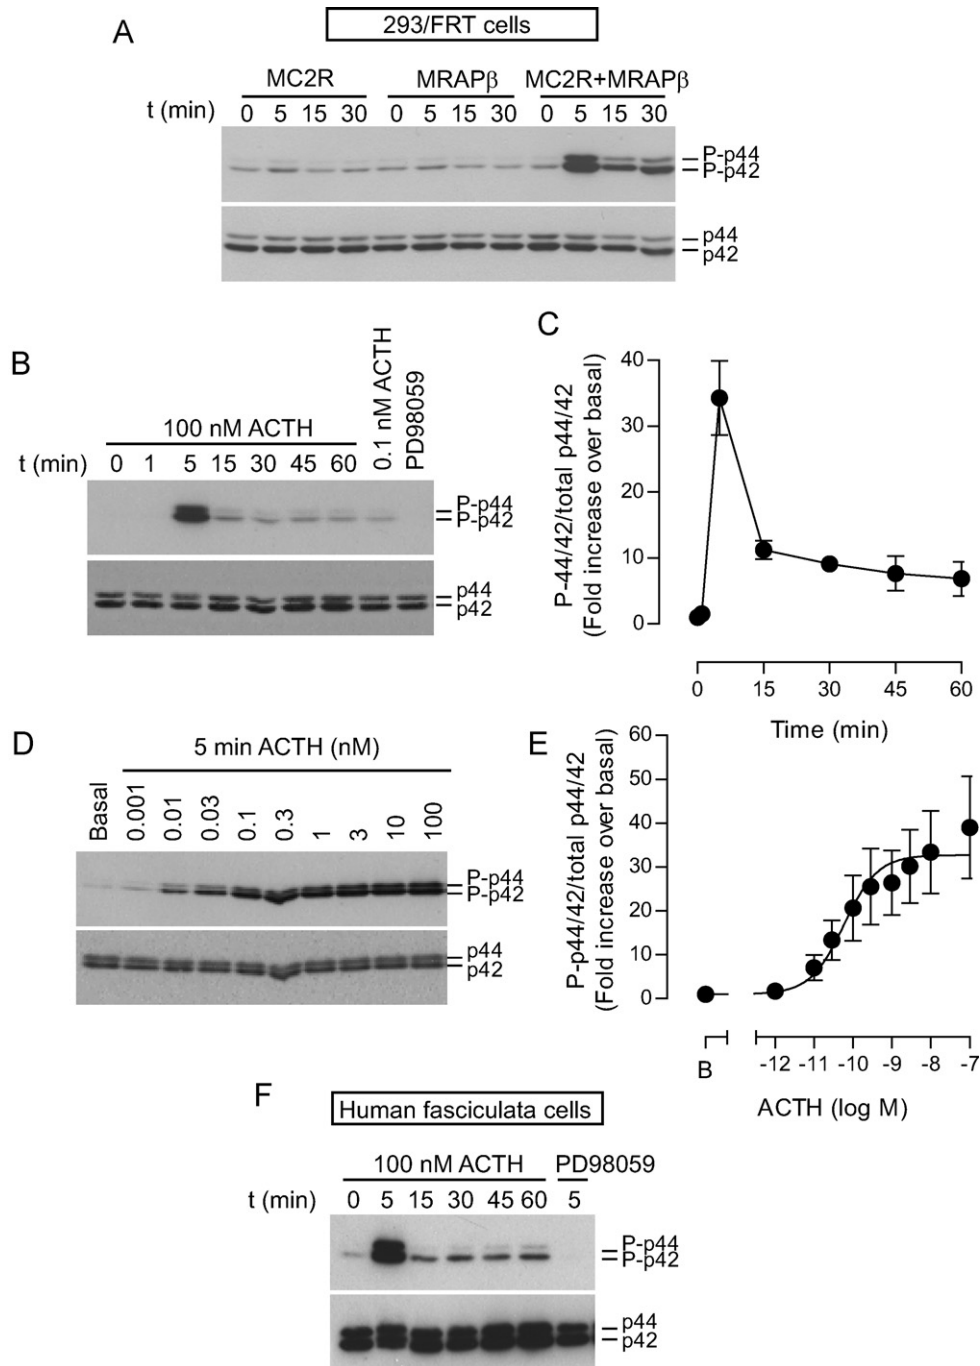 A
293/FRT cells
MC2R MRAPβ MC2R+MRAPβ
t (min) 0 5 15 30 0 5 15 30 0 5 15 30
P-p44
P-p42
p44
p42
B
100 nM ACTH
0.1 nM ACTH
PD98059
t (min) 0 1 5 15 30 45 60
P-p44
P-p42
p44
p42
C
P-44/42/total p44/42
(Fold increase over basal)
40
30
20
10
0
0 15 30 45 60
Time (min)
D
5 min ACTH (nM)
Basal 0.001 0.01 0.03 0.1 0.3 1 3 10 100
P-p44
P-p42
p44
p42
E
P-p44/42/total p44/42
(Fold increase over basal)
60
50
40
30
20
10
0
B -12 -11 -10 -9 -8 -7
ACTH (log M)
F
Human fasciculata cells
100 nM ACTH PD98059
t (min) 0 5 15 30 45 60 5
P-p44
P-p42
p44
p42